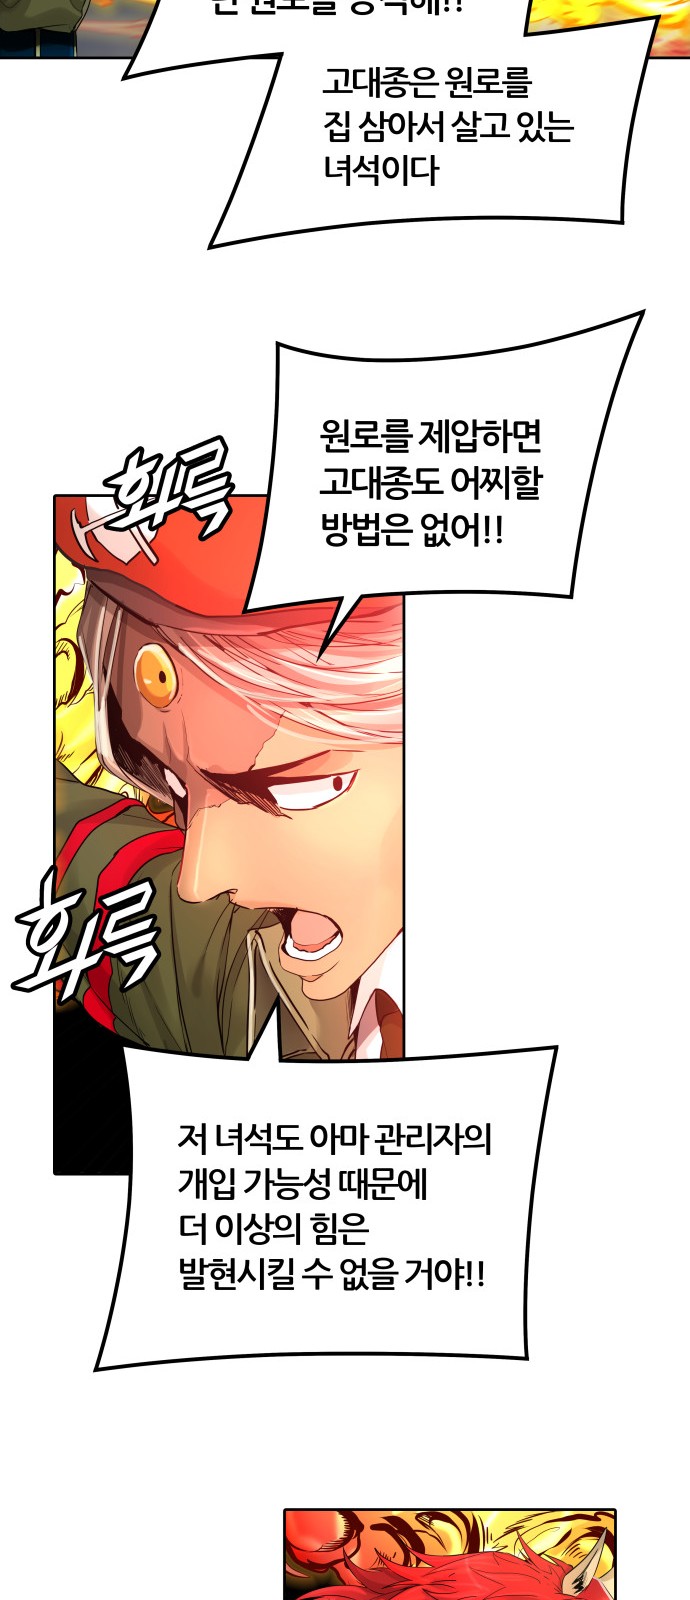 원로를
고대종은 원로를
집 삼아서 살고 있는
녀석이다
원로를 제압하면
고대종도 어찌할
방법은 없어!!
화륵
화륵
저 녀석도 아마 관리자의
개입 가능성 때문에
더 이상의 힘은
발현시킬 수 없을 거야!!